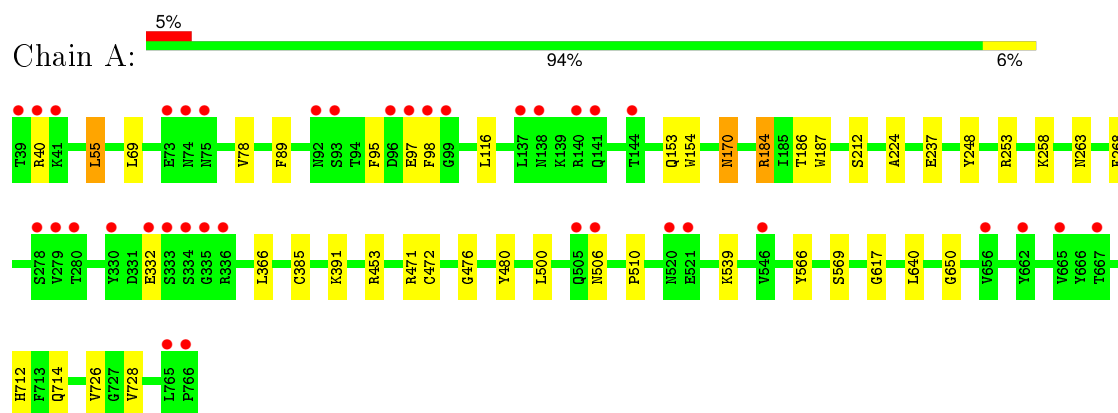 5%
Chain A:
94% 6%
T39 R40 K41 L55 L69 E73 N74 N75 V78 F89 N92 S93 T94 F95 D96 E97 F98 G99 L116 L137 N138 K139 R140 Q141 T144 Q153 W154 N170 R184 I185 T186 W187 S212 A224 E237 Y248 R253 K258 N263
S278 V279 T280 Y330 D331 E332 S333 S334 G335 R336 L366 C385 K391 R453 R471 C472 G476 Y480 L500 Q505 N506 P510 N520 E521 K539 V546 Y566 S569 G617 L640 G650 V656 Y662 V665 Y666 T667
H712 F713 Q714 V726 G727 V728 L765 P766